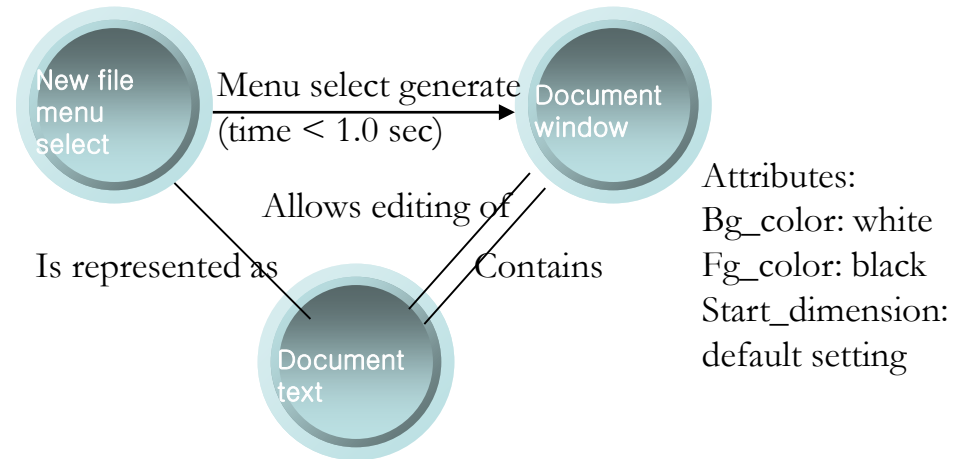 New file
menu
select
Menu select generate
(time < 1.0 sec)
Document
window
Allows editing of
Is represented as
Contains
Document
text
Attributes:
Bg_color: white
Fg_color: black
Start_dimension:
default setting